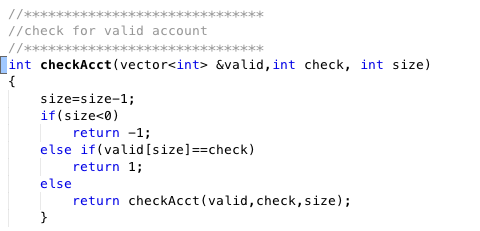 //******************************
//check for valid account
//******************************
int checkAcct(vector<int> &valid,int check, int size)
{
    size=size-1;
    if(size<0)
        return -1;
    else if(valid[size]==check)
        return 1;
    else
        return checkAcct(valid,check,size);
    }